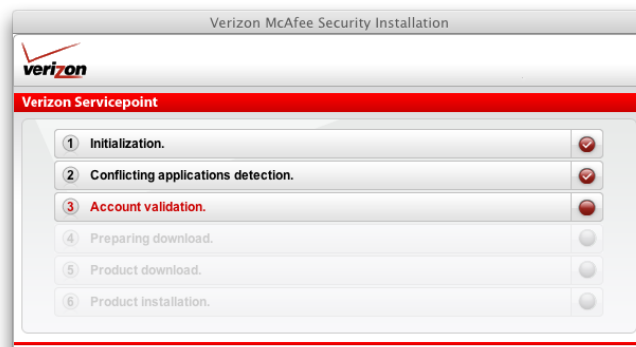 Verizon McAfee Security Installation
verizon
Verizon Servicepoint
1 Initialization.
2 Conflicting applications detection.
3 Account validation.
4 Preparing download.
5 Product download.
6 Product installation.